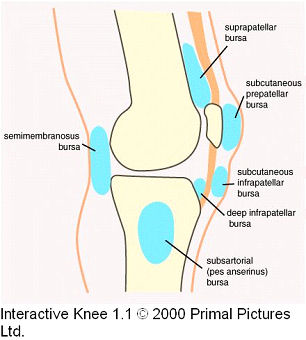 suprapatellar
bursa
subcutaneous
prepatellar
bursa
semimembranosus
bursa
subcutaneous
infrapatellar
bursa
deep infrapatellar
bursa
subsartorial
(pes anserinus)
bursa
Interactive Knee 1.1 © 2000 Primal Pictures
Ltd.